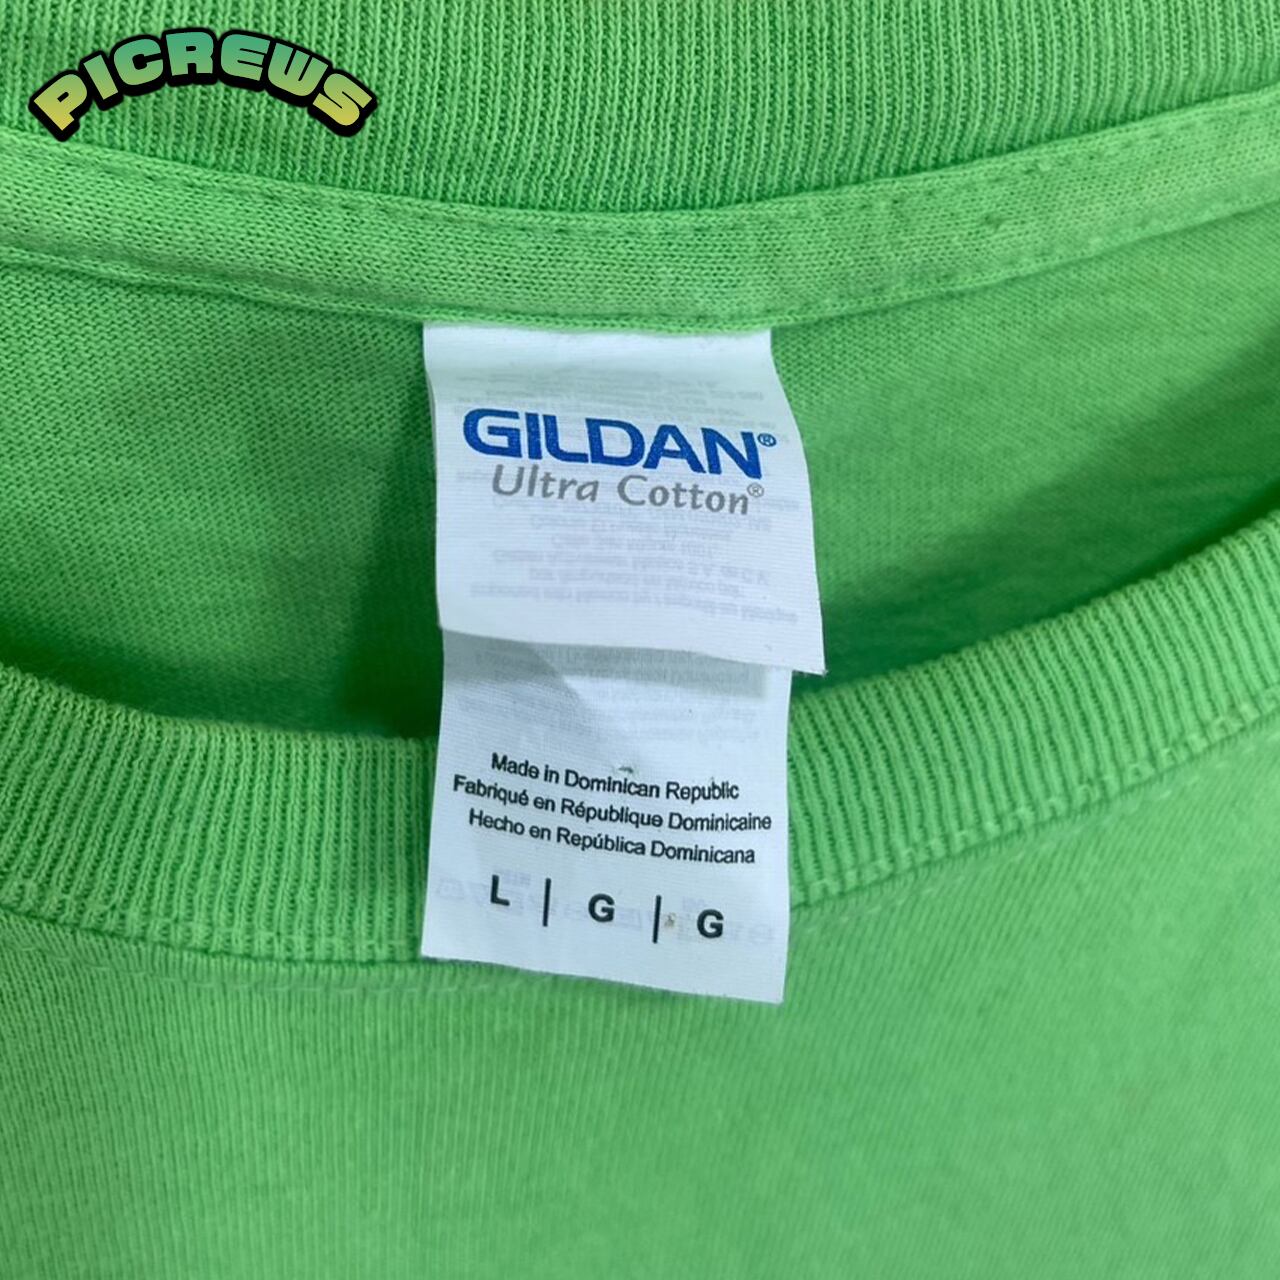 PICREWS
GILDAN®
Ultra Cotton®
Made in Dominican Republic
Fabriqué en République Dominicaine
Hecho en República Dominicana
L | G | G